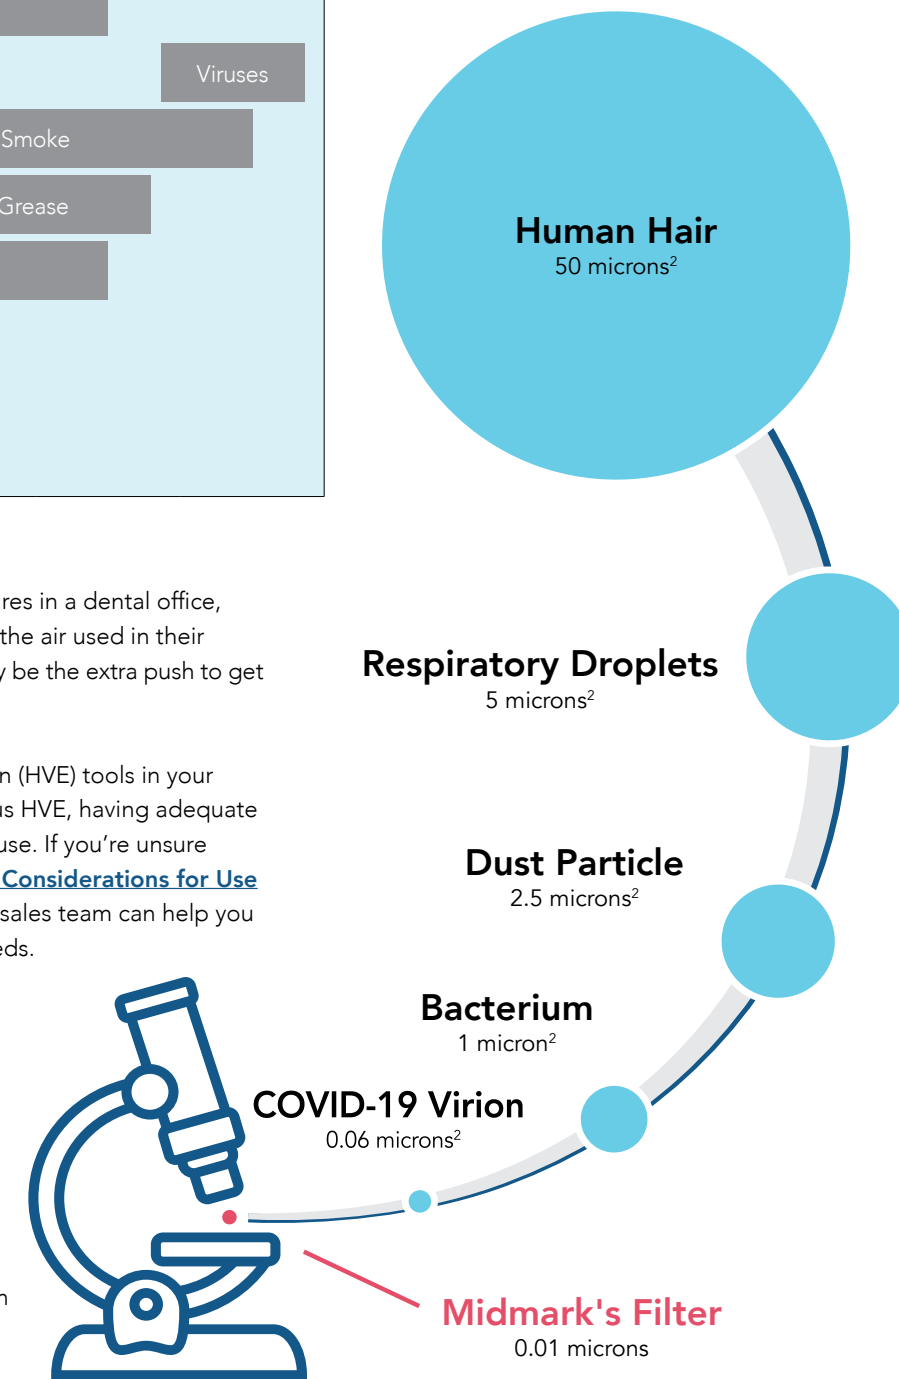 Viruses
Smoke
Grease
Human Hair
50 microns²
res in a dental office,
the air used in their
y be the extra push to get
n (HVE) tools in your
us HVE, having adequate
use. If you’re unsure
Considerations for Use
sales team can help you
eds.
Respiratory Droplets
5 microns²
Dust Particle
2.5 microns²
Bacterium
1 micron²
COVID-19 Virion
0.06 microns²
n
Midmark's Filter
0.01 microns